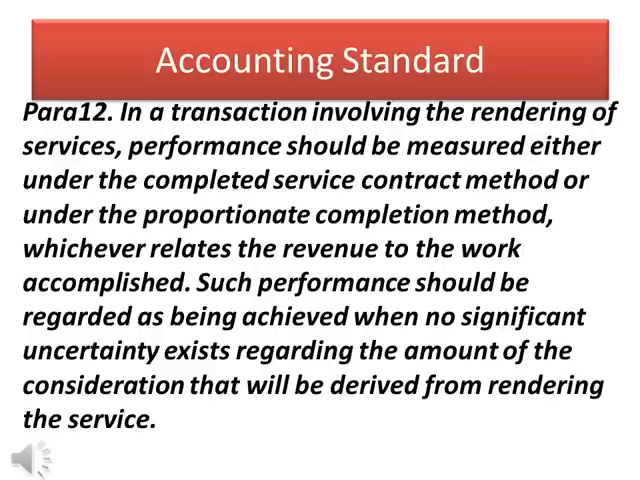 Accounting Standard
Para12. In a transaction involving the rendering of
services, performance should be measured either
under the completed service contract method or
under the proportionate completion method,
whichever relates the revenue to the work
accomplished. Such performance should be
regarded as being achieved when no significant
uncertainty exists regarding the amount of the
consideration that will be derived from rendering
the service.